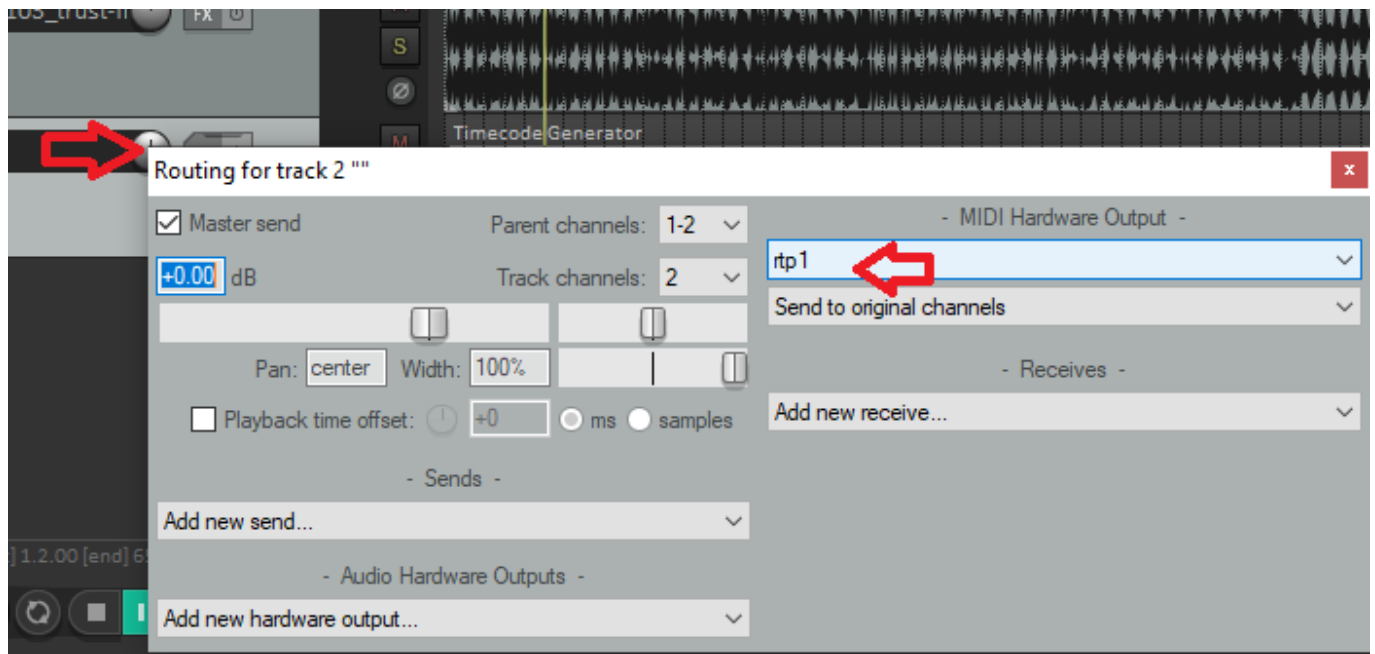 FX
S
M
Timecode Generator
Routing for track 2 ""
x
Master send
Parent channels: 1-2
- MIDI Hardware Output -
+0.00 dB
Track channels: 2
rtp1
Send to original channels
Pan: center Width: 100%
- Receives -
Playback time offset: +0 ms samples
Add new receive...
- Sends -
Add new send...
] 1.2.00 [end]
- Audio Hardware Outputs -
Add new hardware output...